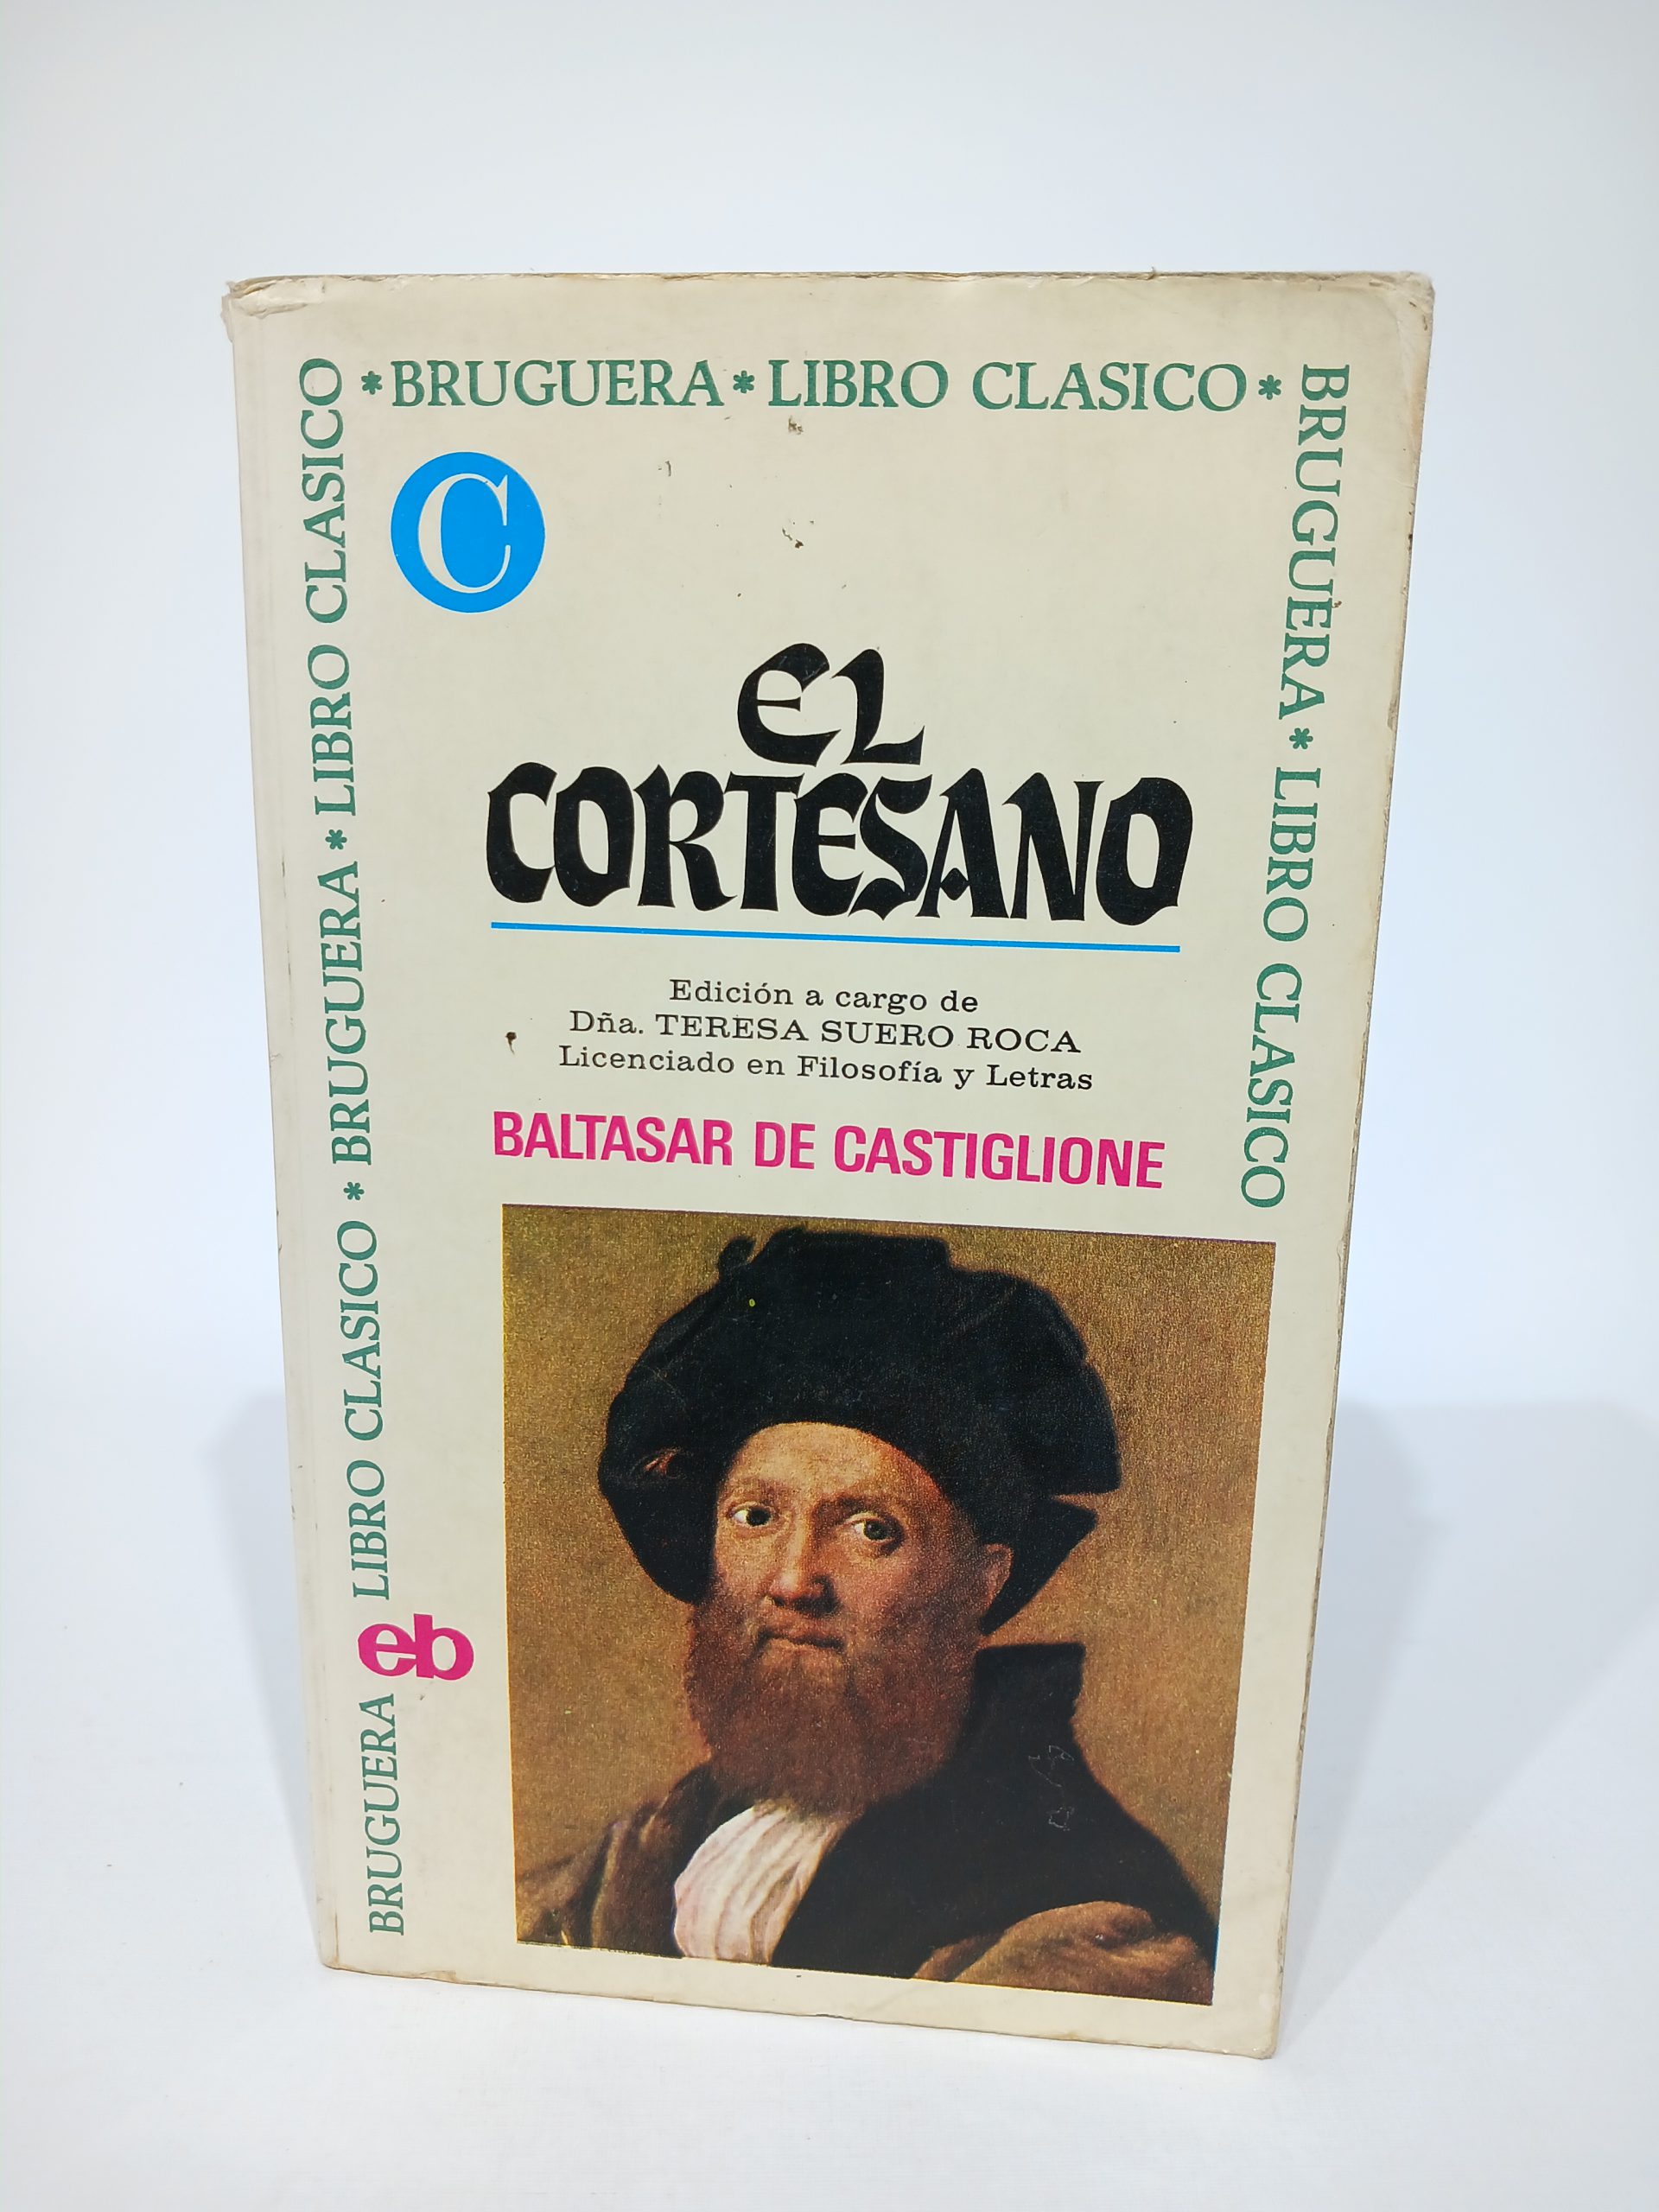 * BRUGUERA * LIBRO CLASICO *
BRUGUERA * LIBRO CLASICO
BRUGUERA LIBRO CLASICO * BRUGUERA * LIBRO CLASICO
C
EL
CORTESANO
Edición a cargo de
Dña. TERESA SUERO ROCA
Licenciado en Filosofía y Letras
BALTASAR DE CASTIGLIONE
eb